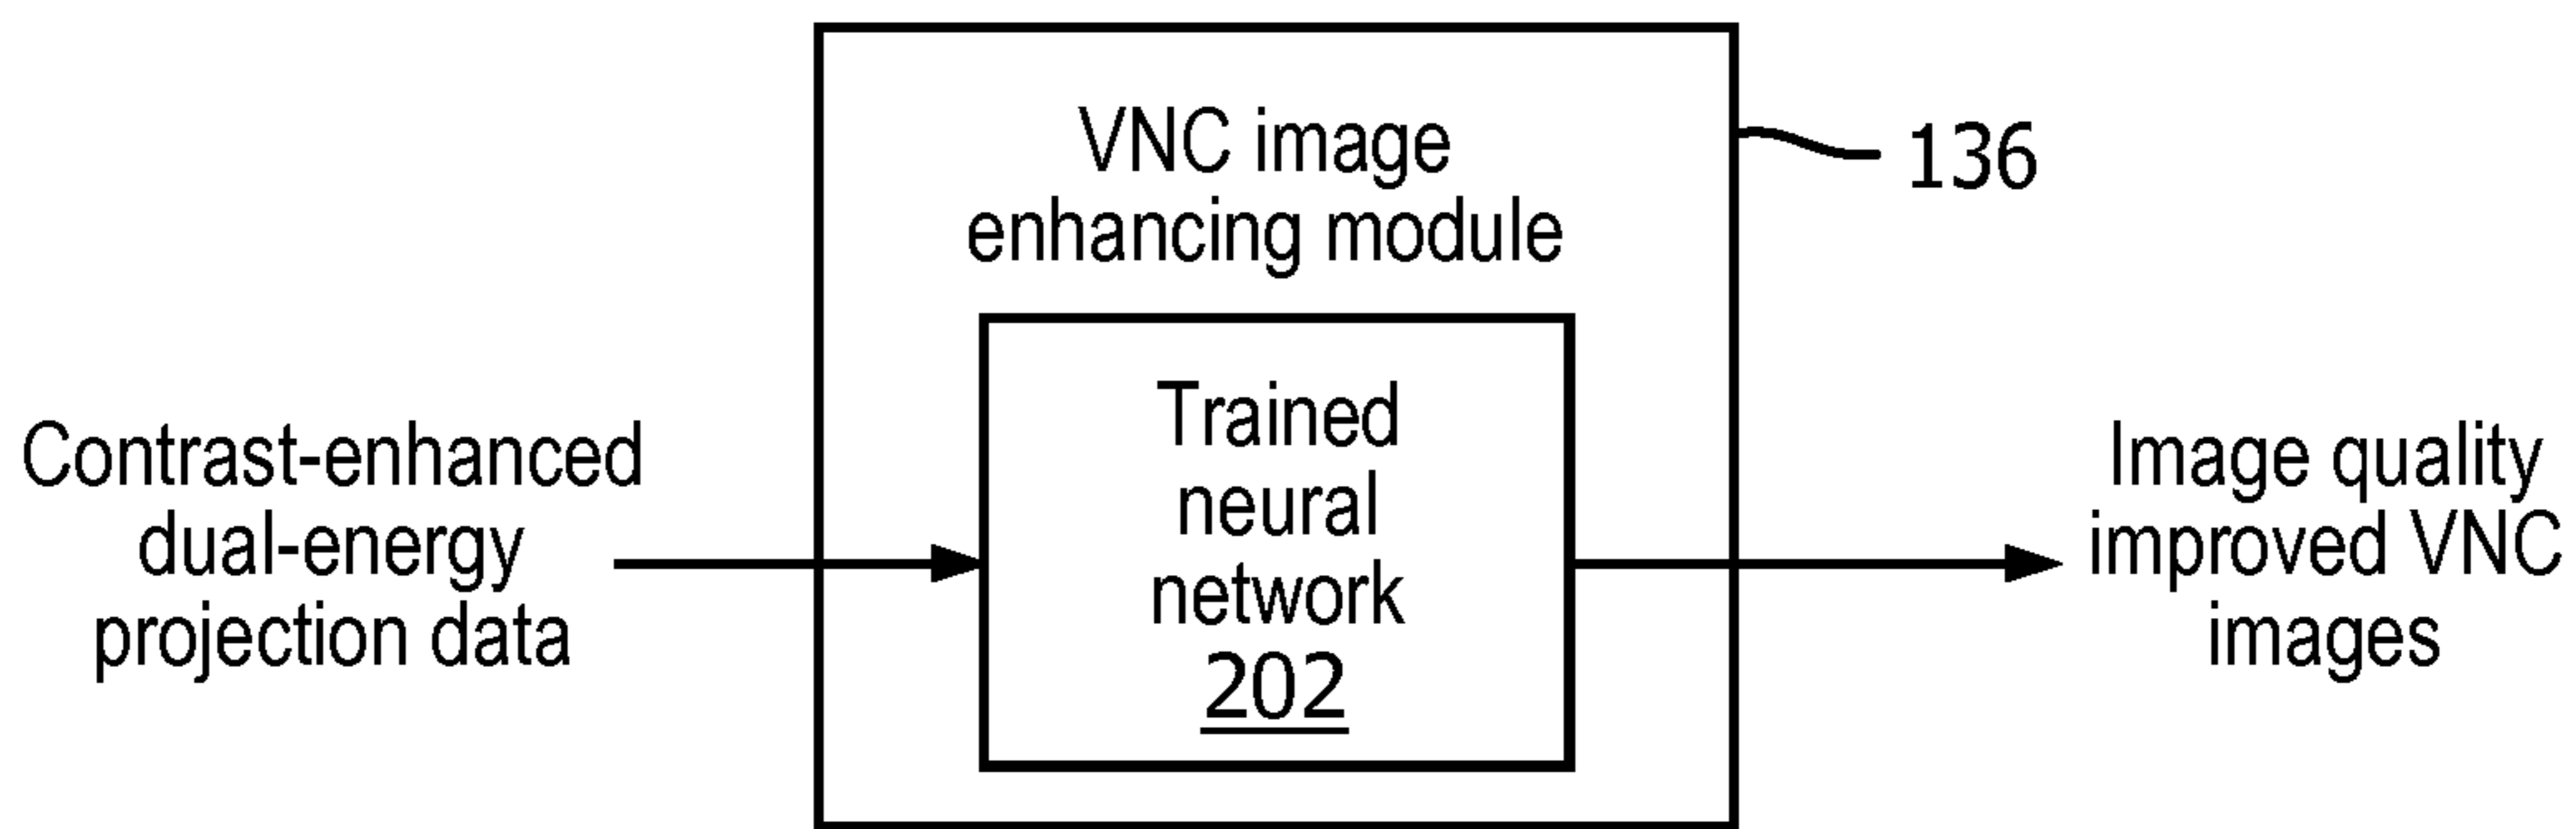 VNC image
enhancing module
136
Contrast-enhanced
dual-energy
projection data
Trained
neural
network
202
Image quality
improved VNC
images